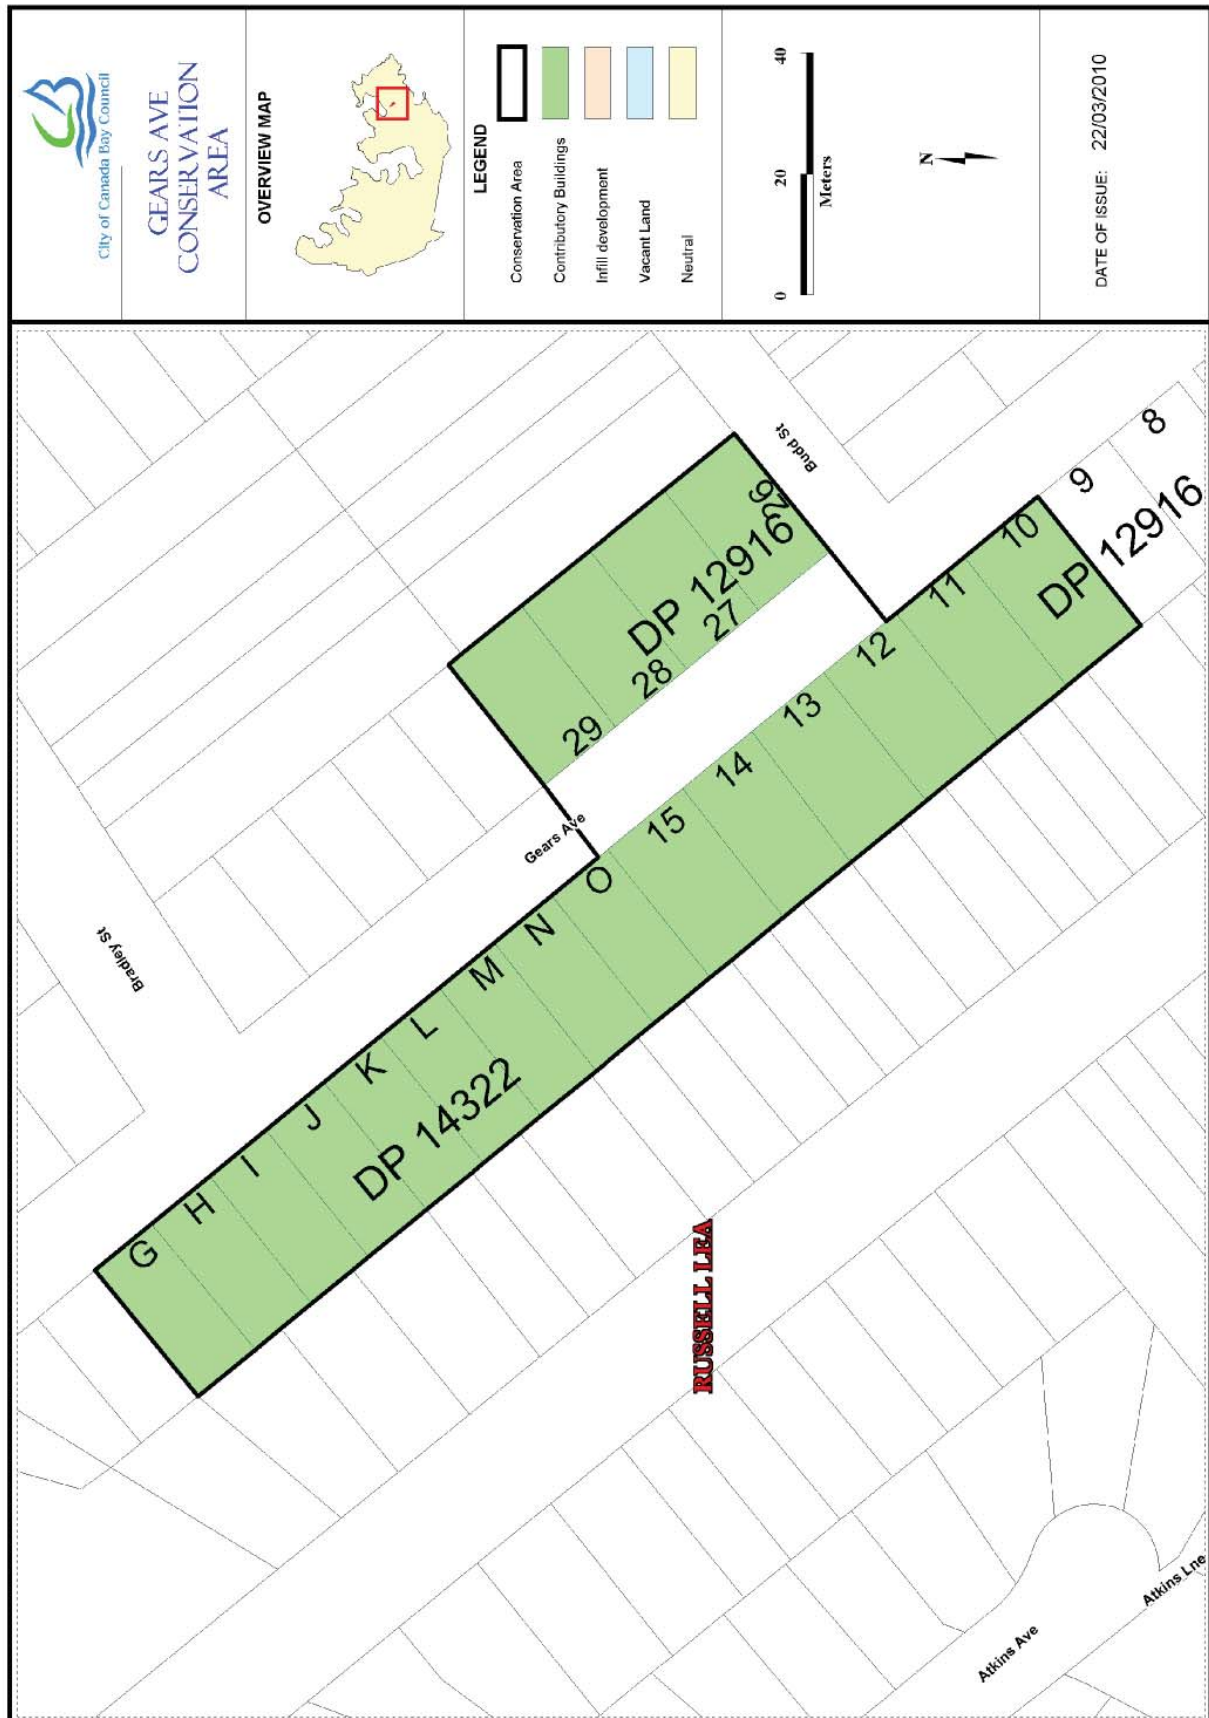 City of Canada Bay Council
GEARS AVE
CONSERVATION
AREA
OVERVIEW MAP
LEGEND
Conservation Area
Contributory Buildings
Infill development
Vacant Land
Neutral
0 20 40
Meters
N
DATE OF ISSUE: 22/03/2010
Bradley St
Gears Ave
Budd St
G
H
I
J
K
L
M
N
O
DP 14322
15
14
13
12
11
10
DP 12916
9
8
29
28
27
26
DP 12916
RUSSELL LEA
Atkins Ave
Atkins Lne